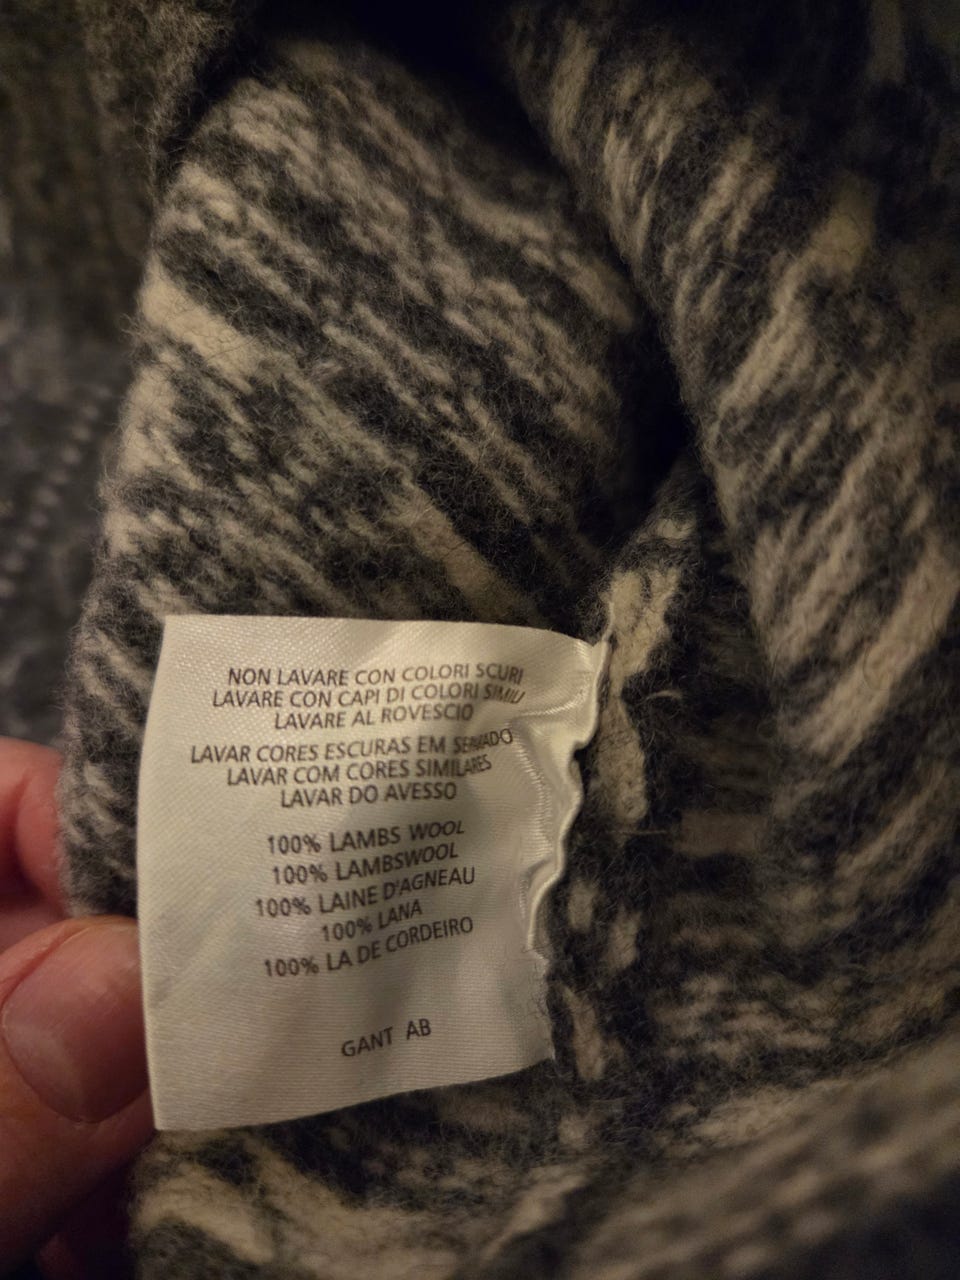 NON LAVARE CON COLORI SCURI
LAVARE CON CAPI DI COLORI SIMILI
LAVARE AL ROVESCIO
LAVAR CORES ESCURAS EM SEPARADO
LAVAR COM CORES SIMILARES
LAVAR DO AVESSO
100% LAMBS WOOL
100% LAMBSWOOL
100% LAINE D'AGNEAU
100% LANA
100% LA DE CORDEIRO
GANT AB